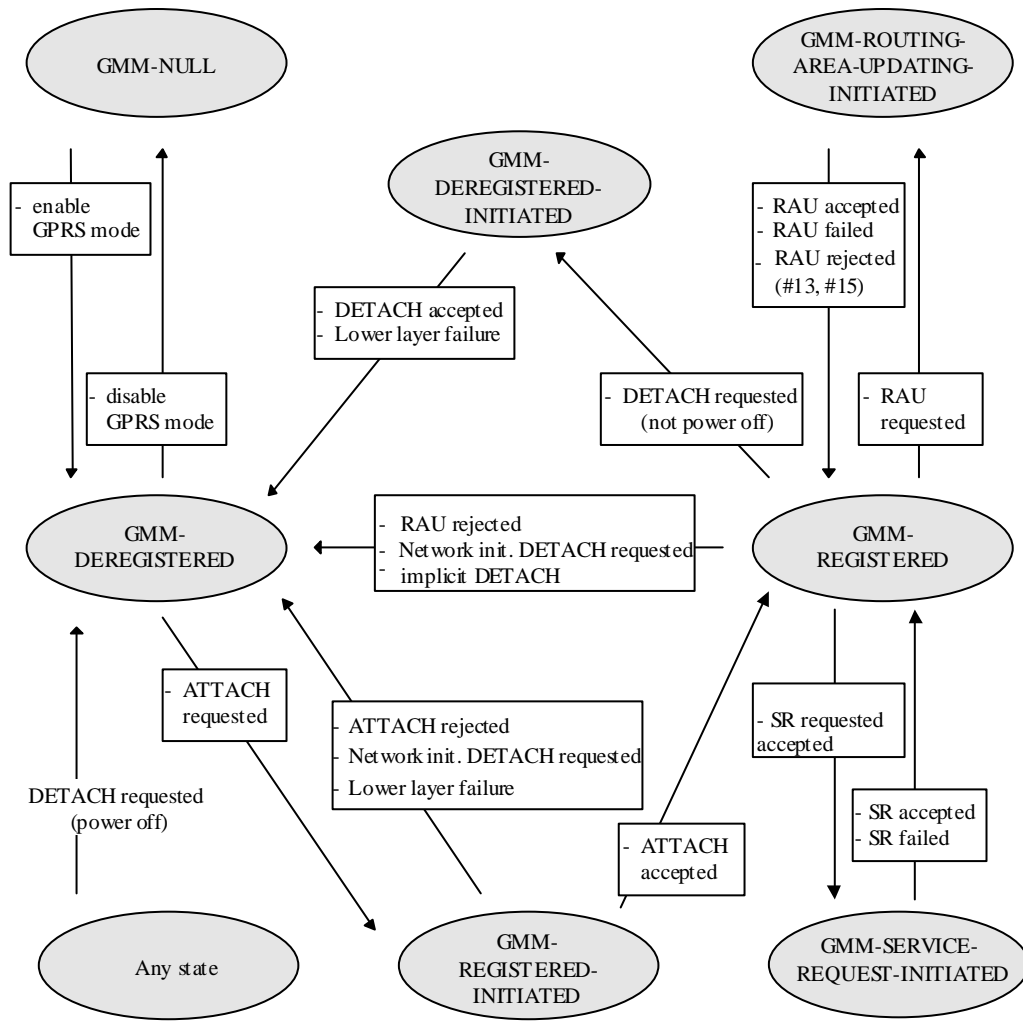 GMM-NULL
GMM-ROUTING-
AREA-UPDATING-
INITIATED
GMM-
DEREGISTERED-
INITIATED
- enable
GPRS mode
- RAU accepted
- RAU failed
- RAU rejected
(#13, #15)
- DETACH accepted
- Lower layer failure
- disable
GPRS mode
- DETACH requested
(not power off)
- RAU
requested
GMM-
DEREGISTERED
- RAU rejected
- Network init. DETACH requested
- implicit DETACH
GMM-
REGISTERED
- ATTACH
requested
- ATTACH rejected
- Network init. DETACH requested
- Lower layer failure
- SR requested
accepted
DETACH requested
(power off)
- ATTACH
accepted
- SR accepted
- SR failed
Any state
GMM-
REGISTERED-
INITIATED
GMM-SERVICE-
REQUEST-INITIATED